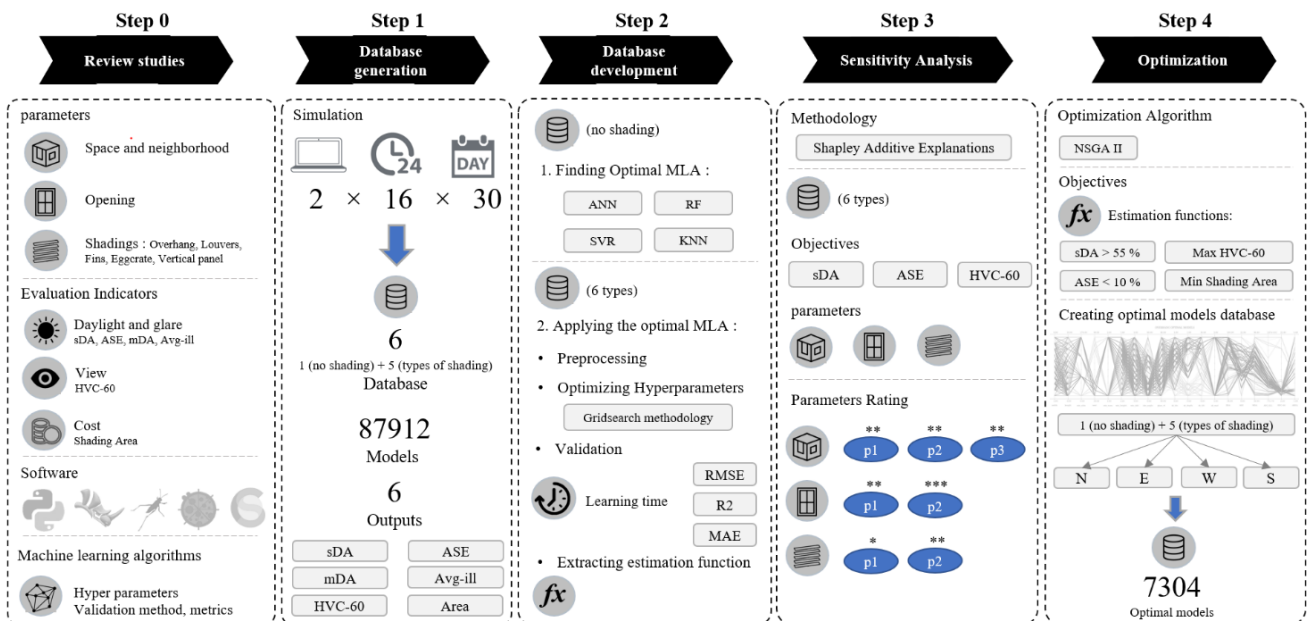 Step 0
Review studies
parameters
Space and neighborhood
Opening
Shadings : Overhang, Louvers,
Fins, Eggcrate, Vertical panel
Evaluation Indicators
Daylight and glare
sDA, ASE, mDA, Avg-ill
View
HVC-60
Cost
Shading Area
Software
Machine learning algorithms
Hyper parameters
Validation method, metrics
Step 1
Database
generation
Simulation
24
DAY
2 × 16 × 30
6
1 (no shading) + 5 (types of shading)
Database
87912
Models
6
Outputs
sDA
ASE
mDA
Avg-ill
HVC-60
Area
Step 2
Database
development
(no shading)
1. Finding Optimal MLA :
ANN
RF
SVR
KNN
(6 types)
2. Applying the optimal MLA :
• Preprocessing
• Optimizing Hyperparameters
Gridsearch methodology
• Validation
Learning time
RMSE
R2
MAE
• Extracting estimation function
fx
Step 3
Sensitivity Analysis
Methodology
Shapley Additive Explanations
(6 types)
Objectives
sDA
ASE
HVC-60
parameters
Parameters Rating
** ** **
p1 p2 p3
** ***
p1 p2
* **
p1 p2
Step 4
Optimization
Optimization Algorithm
NSGA II
Objectives
fx
Estimation functions:
sDA > 55 %
Max HVC-60
ASE < 10 %
Min Shading Area
Creating optimal models database
1 (no shading) + 5 (types of shading)
N E W S
7304
Optimal models